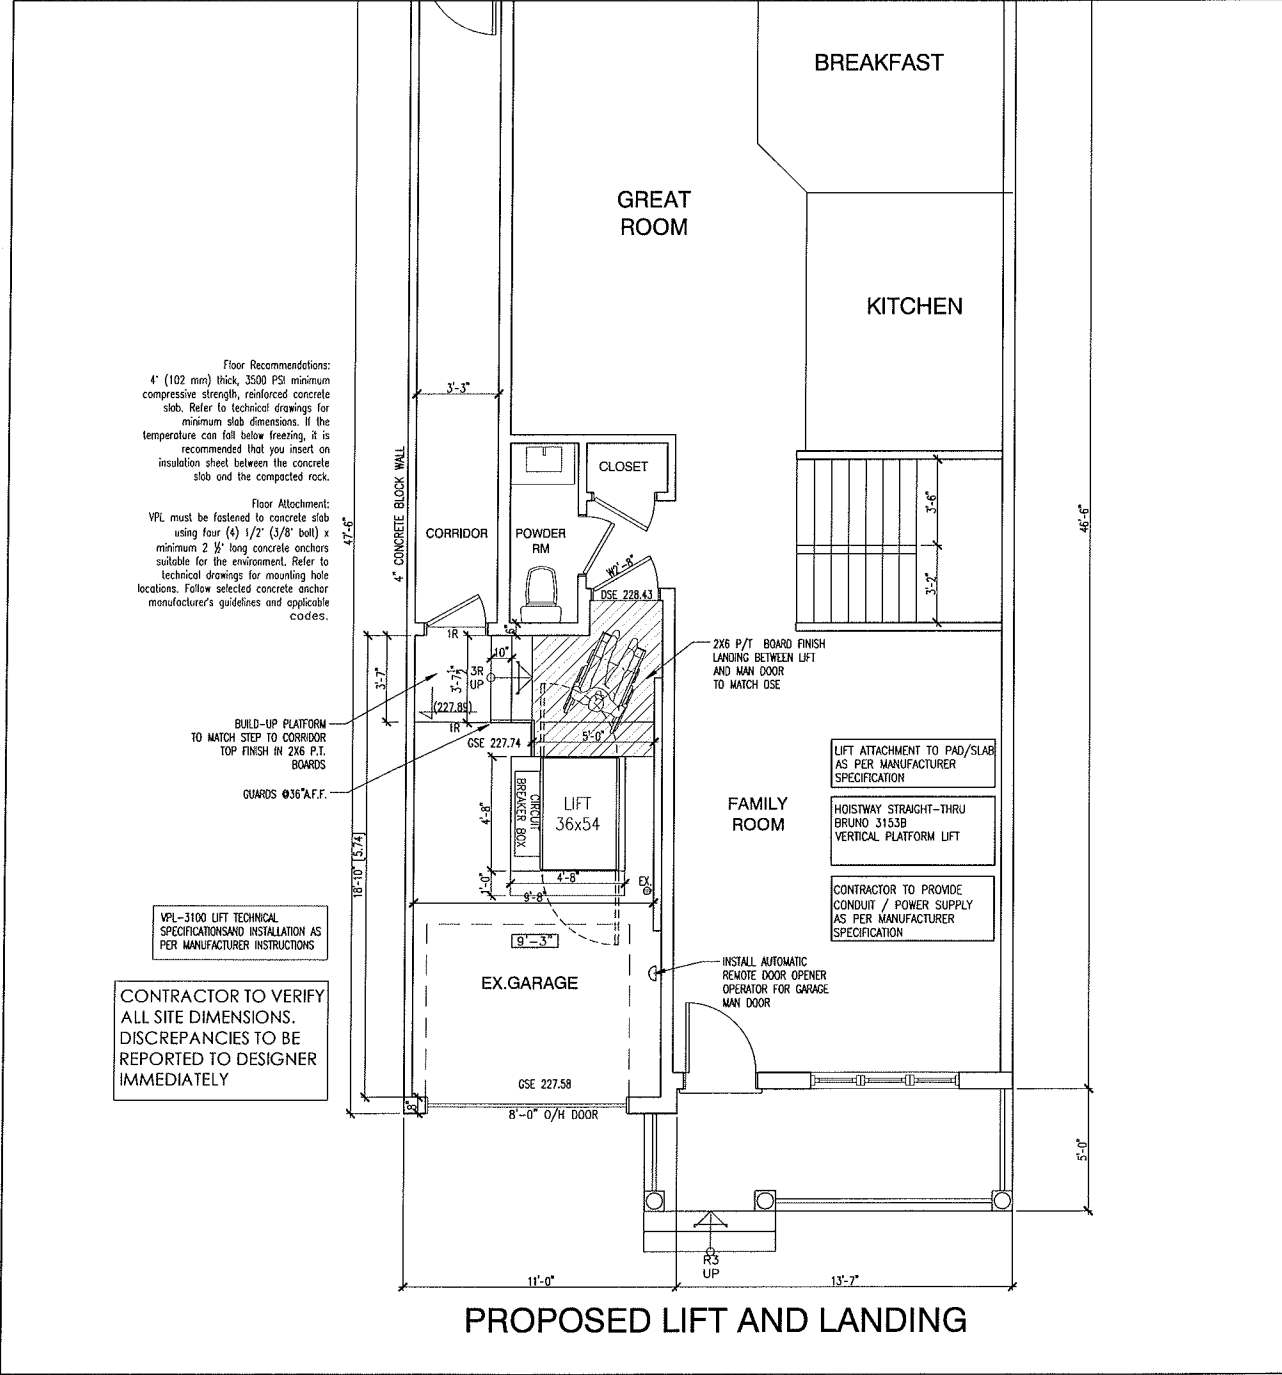 BREAKFAST
GREAT
ROOM
KITCHEN
Floor Recommendations:
4" (102 mm) thick, 3500 PSI minimum
compressive strength, reinforced concrete
slab. Refer to technical drawings for
minimum slab dimensions. If the
temperature can fall below freezing, it is
recommended that you insert an
insulation sheet between the concrete
slab and the compacted rock.
Floor Attachment:
VPL must be fastened to concrete slab
using four (4) 1/2" (3/8" bolt) x
minimum 2 ½" long concrete anchors
suitable for the environment. Refer to
technical drawings for mounting hole
locations. Follow selected concrete anchor
manufacturer's guidelines and applicable
codes.
3'-3"
4" CONCRETE BLOCK WALL
47'-6"
46'-6"
CLOSET
CORRIDOR
POWDER
RM
W2'-8"
DSE 228.43
3'-6"
3'-2"
1R
6"
10"
3R
UP
3'-7"
3'-7½"
(227.89)
1R
GSE 227.74
5'-0"
2X6 P/T BOARD FINISH
LANDING BETWEEN LIFT
AND MAN DOOR
TO MATCH DSE
BUILD-UP PLATFORM
TO MATCH STEP TO CORRIDOR
TOP FINISH IN 2X6 P.T.
BOARDS
GUARDS @36"A.F.F.
CIRCUIT
BREAKER BOX
LIFT
36x54
4'-8"
4'-8"
1'-0"
9'-8"
EX.
18'-10" [5.74]
FAMILY
ROOM
LIFT ATTACHMENT TO PAD/SLAB
AS PER MANUFACTURER
SPECIFICATION
HOISTWAY STRAIGHT-THRU
BRUNO 3153B
VERTICAL PLATFORM LIFT
CONTRACTOR TO PROVIDE
CONDUIT / POWER SUPPLY
AS PER MANUFACTURER
SPECIFICATION
VPL-3100 LIFT TECHNICAL
SPECIFICATIONSAND INSTALLATION AS
PER MANUFACTURER INSTRUCTIONS
9'-3"
EX.GARAGE
INSTALL AUTOMATIC
REMOTE DOOR OPENER
OPERATOR FOR GARAGE
MAN DOOR
CONTRACTOR TO VERIFY
ALL SITE DIMENSIONS.
DISCREPANCIES TO BE
REPORTED TO DESIGNER
IMMEDIATELY
GSE 227.58
8"
8'-0" O/H DOOR
5'-0"
R3
UP
11'-0"
13'-7"
PROPOSED LIFT AND LANDING